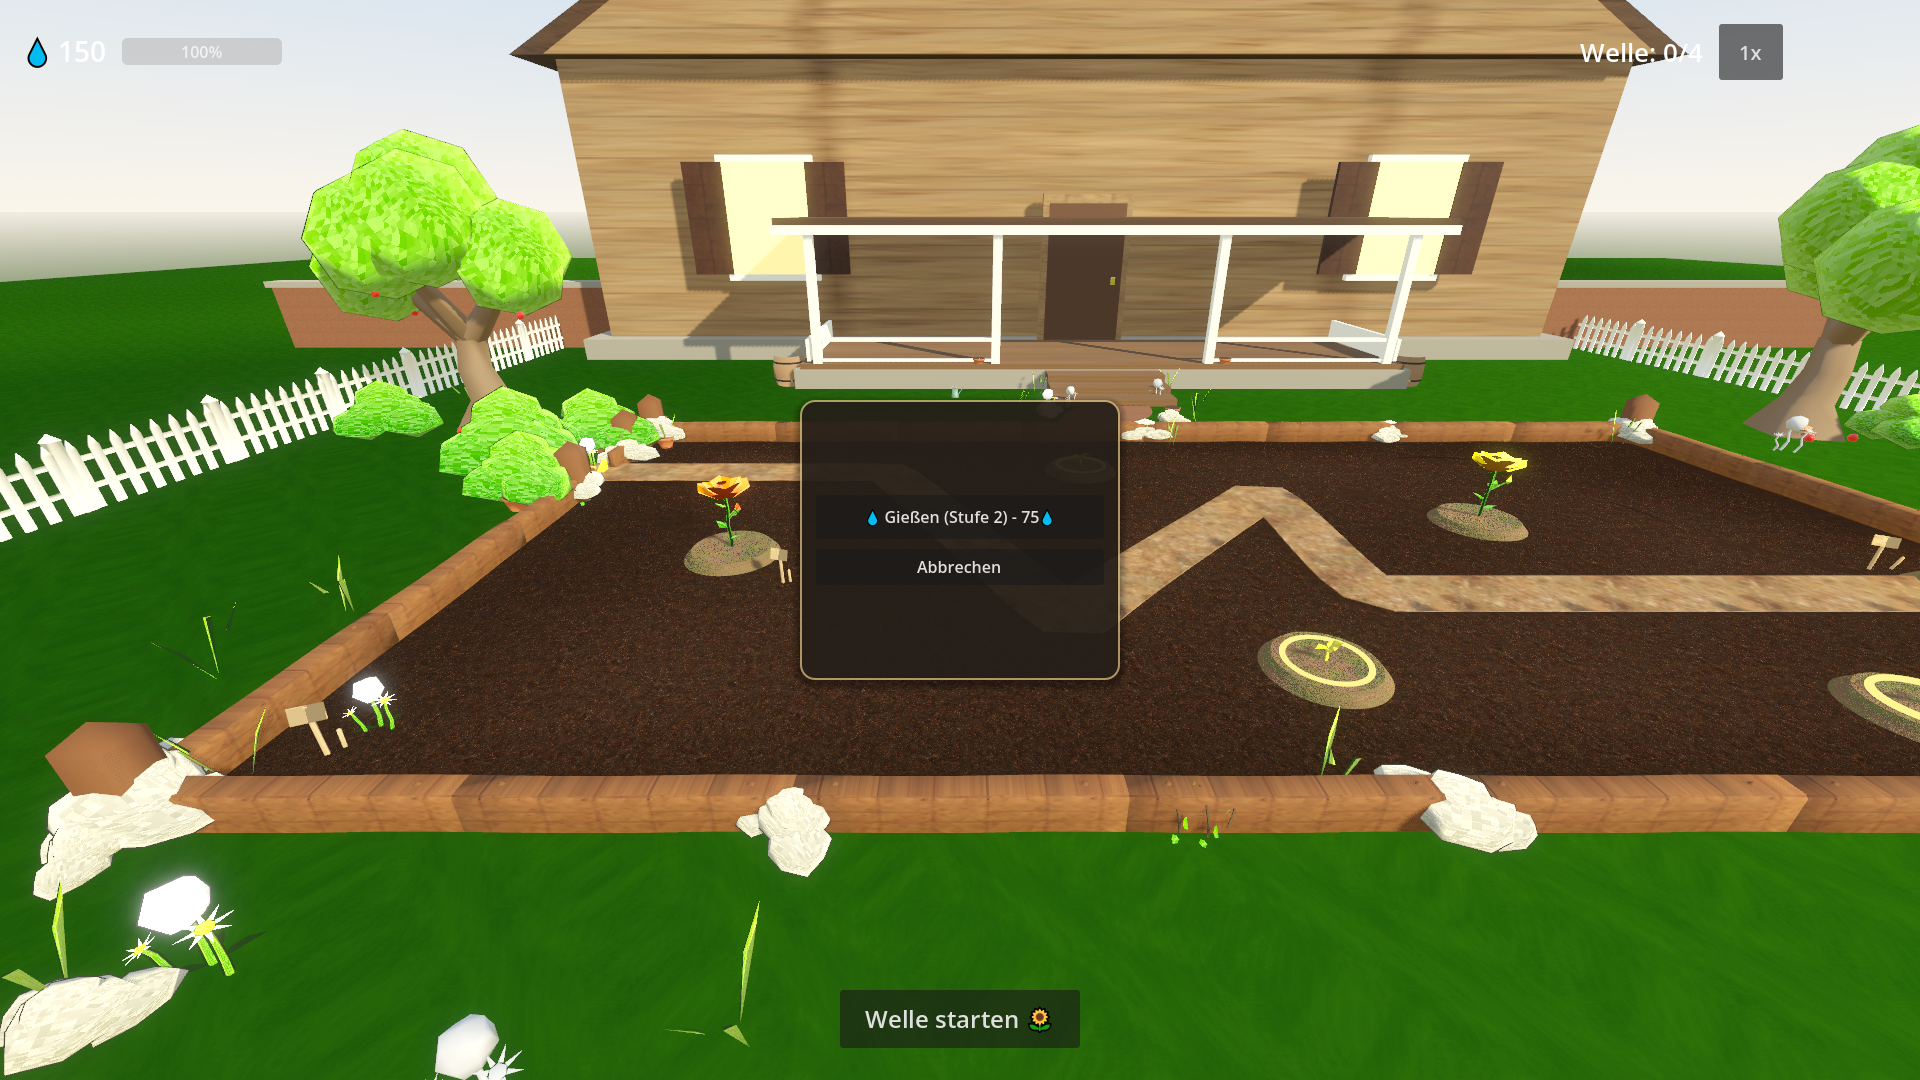 150
100%
Welle: 0/4
1x
Gießen (Stufe 2) - 75
Abbrechen
Welle starten